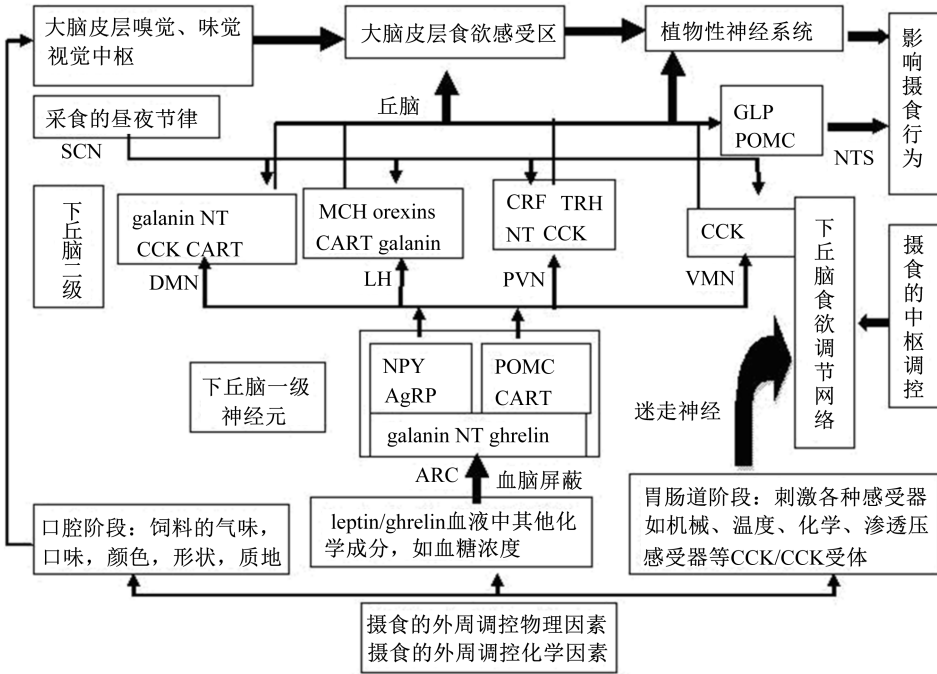 大脑皮层嗅觉、味觉
视觉中枢
大脑皮层食欲感受区
植物性神经系统
影响摄食行为
采食的昼夜节律
SCN
丘脑
GLP
POMC
NTS
下丘脑二级
galanin NT
CCK CART
DMN
MCH orexins
CART galanin
LH
CRF TRH
NT CCK
PVN
CCK
VMN
下丘脑食欲调节网络
摄食的中枢调控
下丘脑一级
神经元
NPY
AgRP
POMC
CART
galanin NT ghrelin
ARC
血脑屏蔽
迷走神经
口腔阶段：饲料的气味，
口味，颜色，形状，质地
leptin/ghrelin血液中其他化
学成分，如血糖浓度
胃肠道阶段：刺激各种感受器
如机械、温度、化学、渗透压
感受器等CCK/CCK受体
摄食的外周调控物理因素
摄食的外周调控化学因素